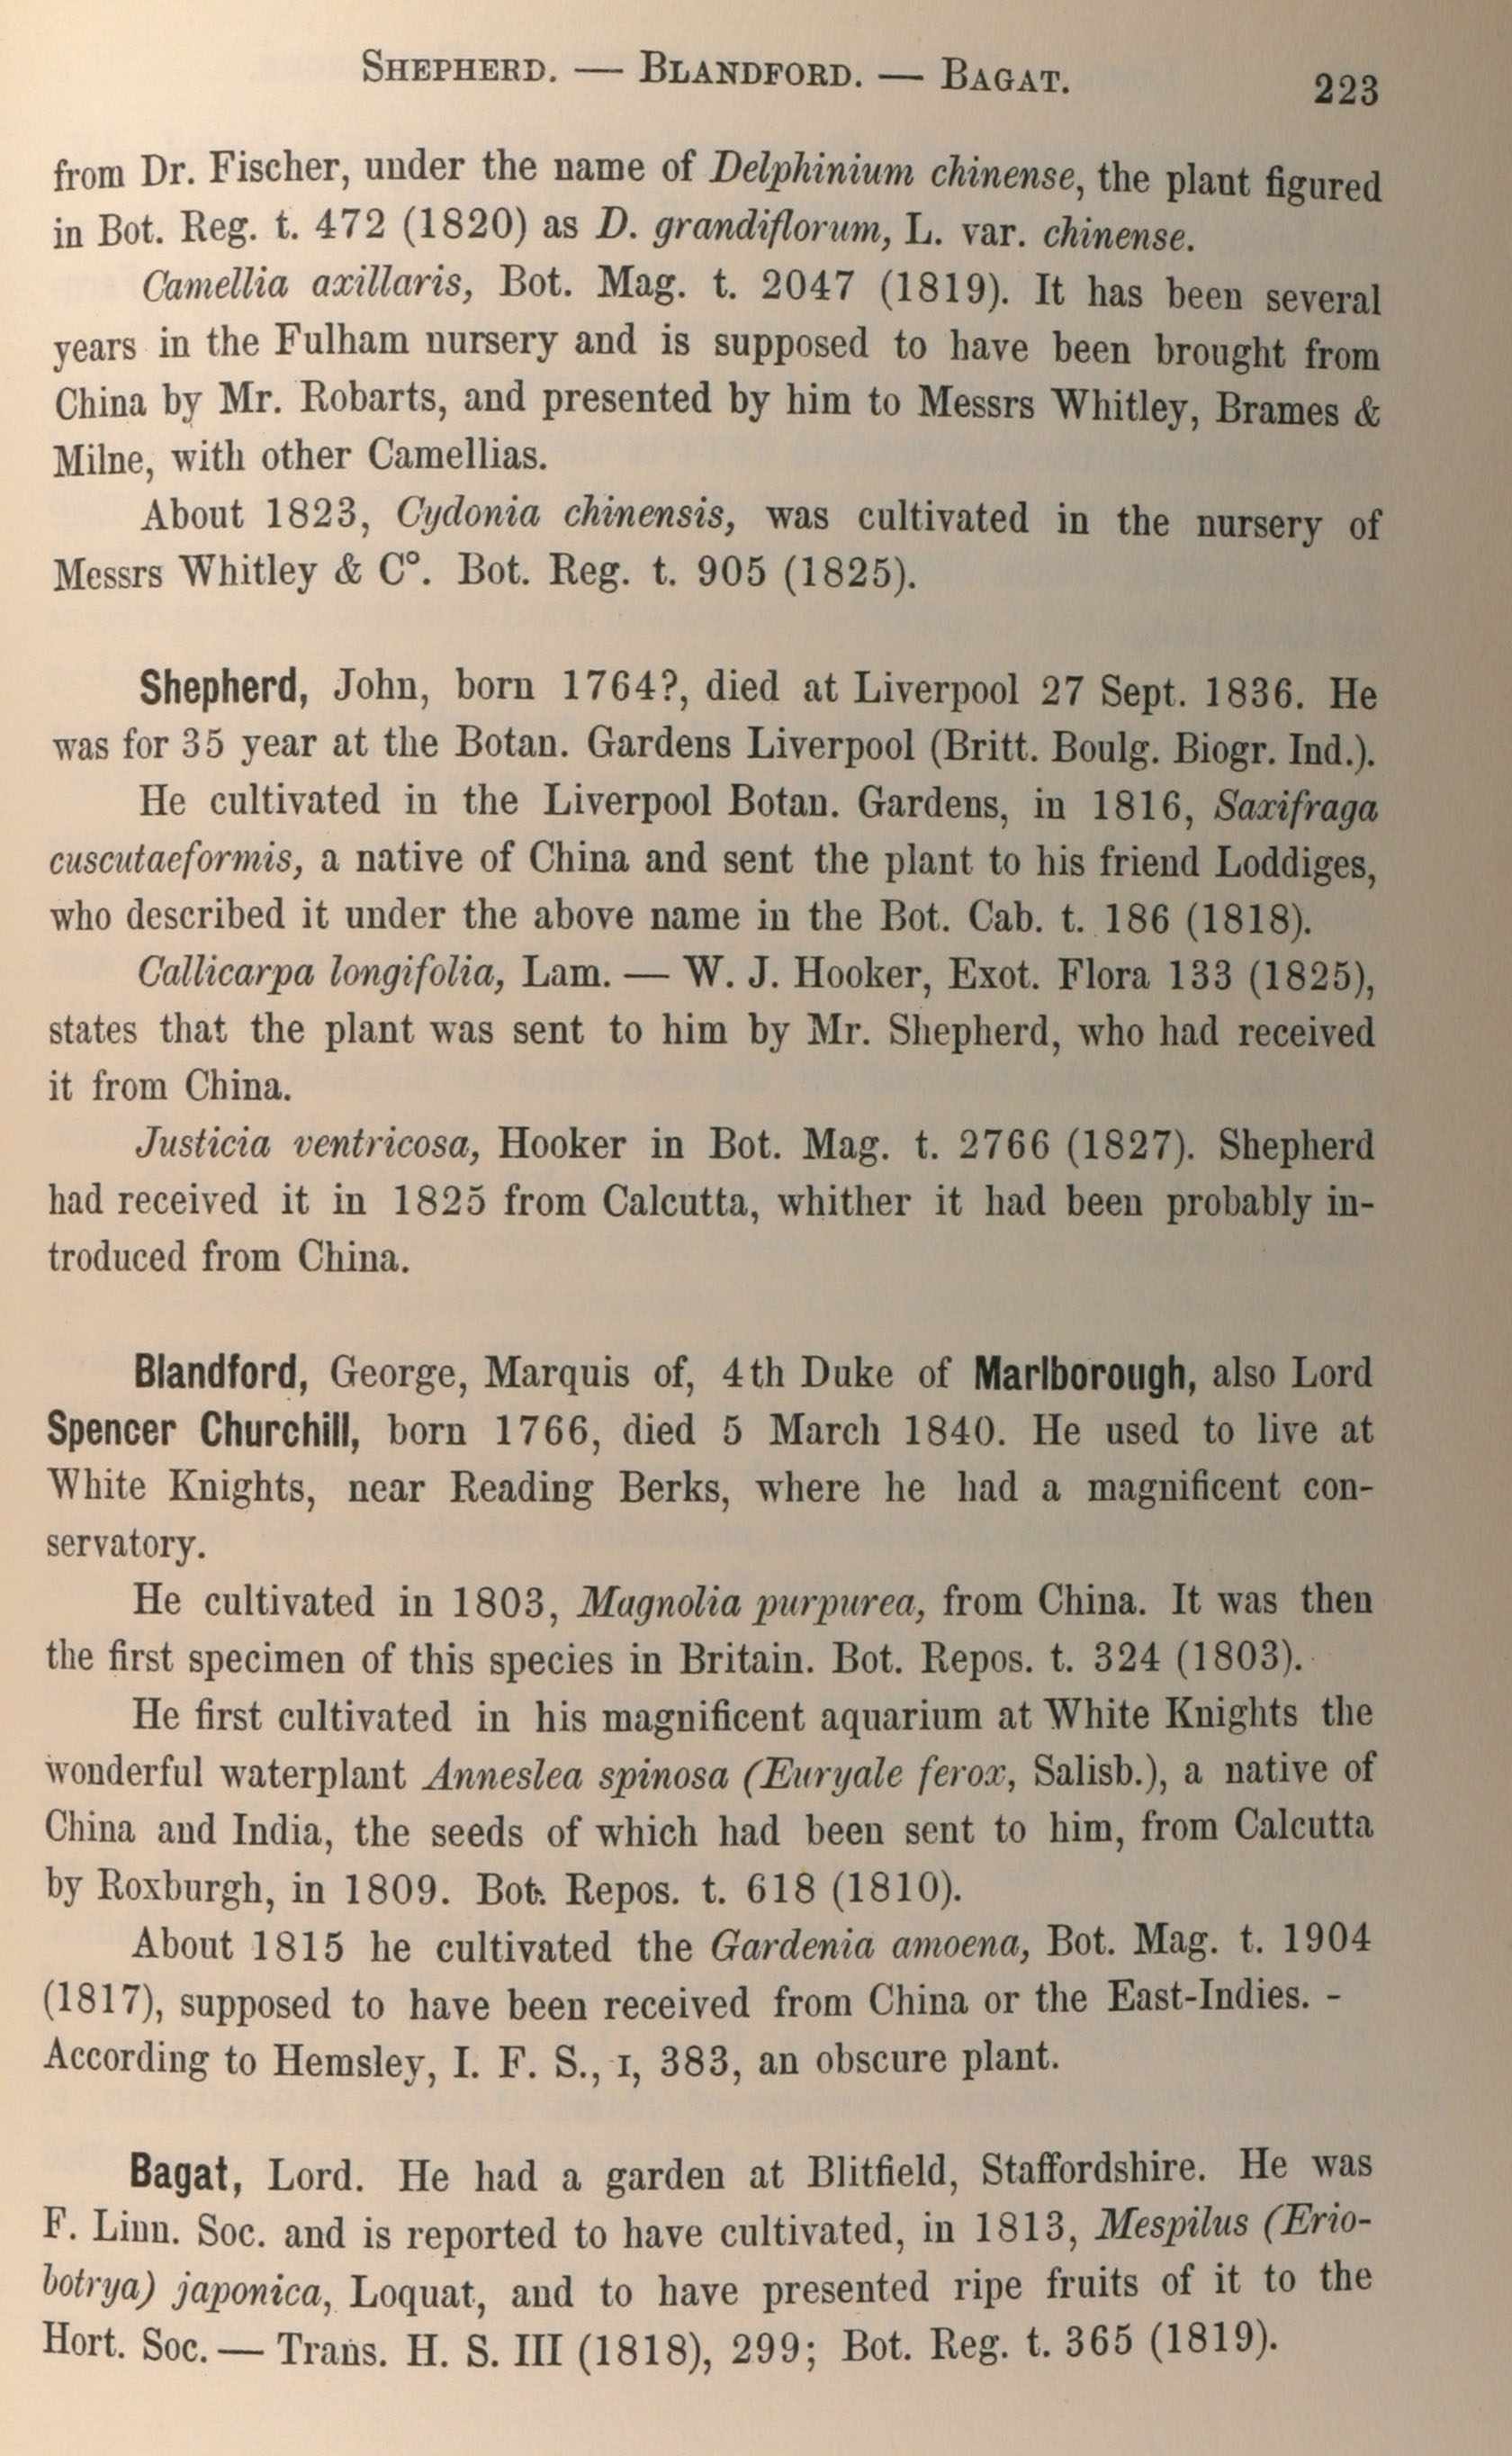 SHEPHERD. — BLANDFORD. — BAGAT. 223
from Dr. Fischer, under the name of Delphinium chinense, the plant figured
in Bot. Reg. t. 472 (1820) as D. grandiflorum, L. var. chinense.
Camellia axillaris, Bot. Mag. t. 2047 (1819). It has been several
years in the Fulham nursery and is supposed to have been brought from
China by Mr. Robarts, and presented by him to Messrs Whitley, Brames &
Milne, with other Camellias.
About 1823, Cydonia chinensis, was cultivated in the nursery of
Messrs Whitley & C°. Bot. Reg. t. 905 (1825).
Shepherd, John, born 1764?, died at Liverpool 27 Sept. 1836. He
was for 35 year at the Botan. Gardens Liverpool (Britt. Boulg. Biogr. Ind.).
He cultivated in the Liverpool Botan. Gardens, in 1816, Saxifraga
cuscutaeformis, a native of China and sent the plant to his friend Loddiges,
who described it under the above name in the Bot. Cab. t. 186 (1818).
Callicarpa longifolia, Lam. — W. J. Hooker, Exot. Flora 133 (1825),
states that the plant was sent to him by Mr. Shepherd, who had received
it from China.
Justicia ventricosa, Hooker in Bot. Mag. t. 2766 (1827). Shepherd
had received it in 1825 from Calcutta, whither it had been probably in-
troduced from China.
Blandford, George, Marquis of, 4th Duke of Marlborough, also Lord
Spencer Churchill, born 1766, died 5 March 1840. He used to live at
White Knights, near Reading Berks, where he had a magnificent con-
servatory.
He cultivated in 1803, Magnolia purpurea, from China. It was then
the first specimen of this species in Britain. Bot. Repos. t. 324 (1803).
He first cultivated in his magnificent aquarium at White Knights the
wonderful waterplant Anneslea spinosa (Euryale ferox, Salisb.), a native of
China and India, the seeds of which had been sent to him, from Calcutta
by Roxburgh, in 1809. Bot. Repos. t. 618 (1810).
About 1815 he cultivated the Gardenia amoena, Bot. Mag. t. 1904
(1817), supposed to have been received from China or the East-Indies. -
According to Hemsley, I. F. S., I, 383, an obscure plant.
Bagat, Lord. He had a garden at Blitfield, Staffordshire. He was
F. Linn. Soc. and is reported to have cultivated, in 1813, Mespilus (Erio-
botrya) japonica, Loquat, and to have presented ripe fruits of it to the
Hort. Soc. — Trans. H. S. III (1818), 299; Bot. Reg. t. 365 (1819).